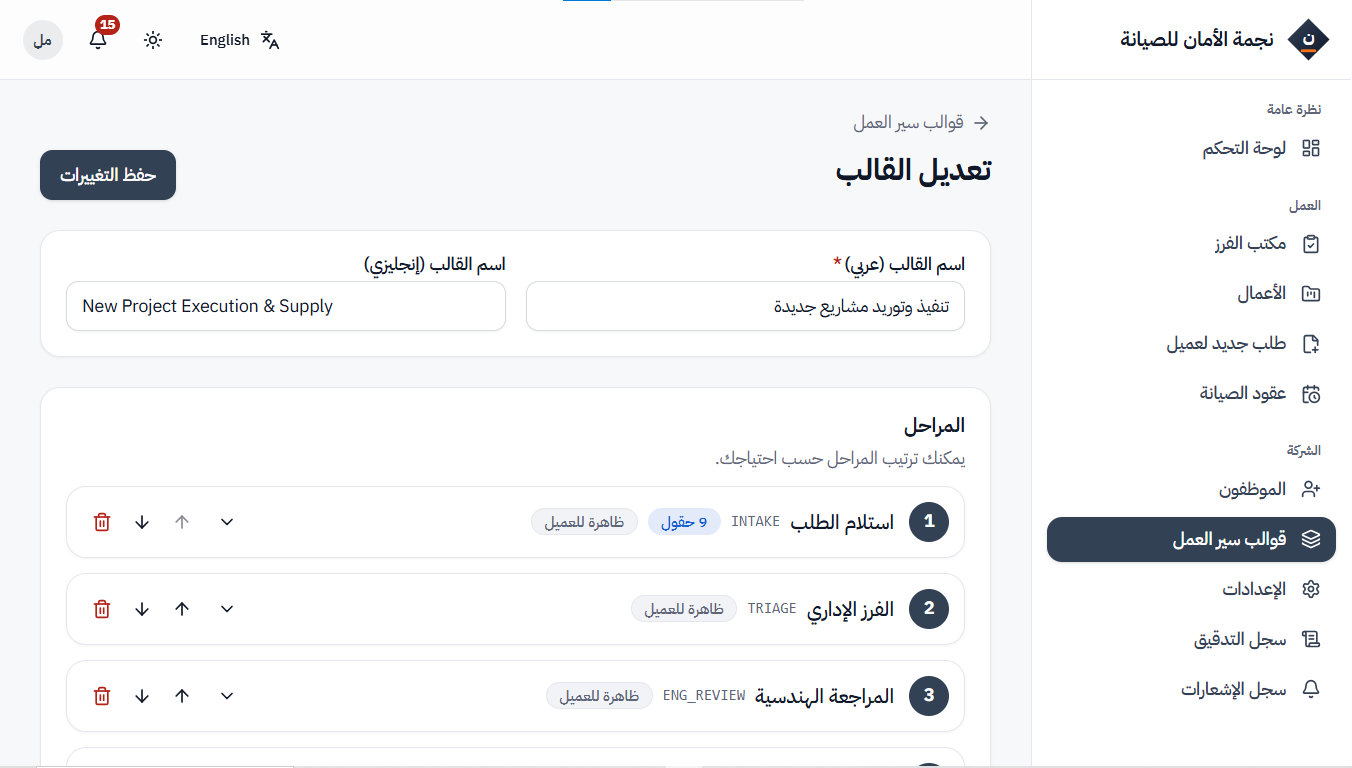 نجمة الأمان للصيانة
ن
English
15
مل
نظرة عامة
لوحة التحكم
العمل
مكتب الفرز
الأعمال
طلب جديد لعميل
عقود الصيانة
الشركة
الموظفون
قوالب سير العمل
الإعدادات
سجل التدقيق
سجل الإشعارات
قوالب سير العمل
تعديل القالب
حفظ التغييرات
اسم القالب (عربي) *
تنفيذ وتوريد مشاريع جديدة
اسم القالب (إنجليزي)
New Project Execution & Supply
المراحل
يمكنك ترتيب المراحل حسب احتياجك.
1 استلام الطلب INTAKE 9 حقول ظاهرة للعميل
2 الفرز الإداري TRIAGE ظاهرة للعميل
3 المراجعة الهندسية ENG_REVIEW ظاهرة للعميل